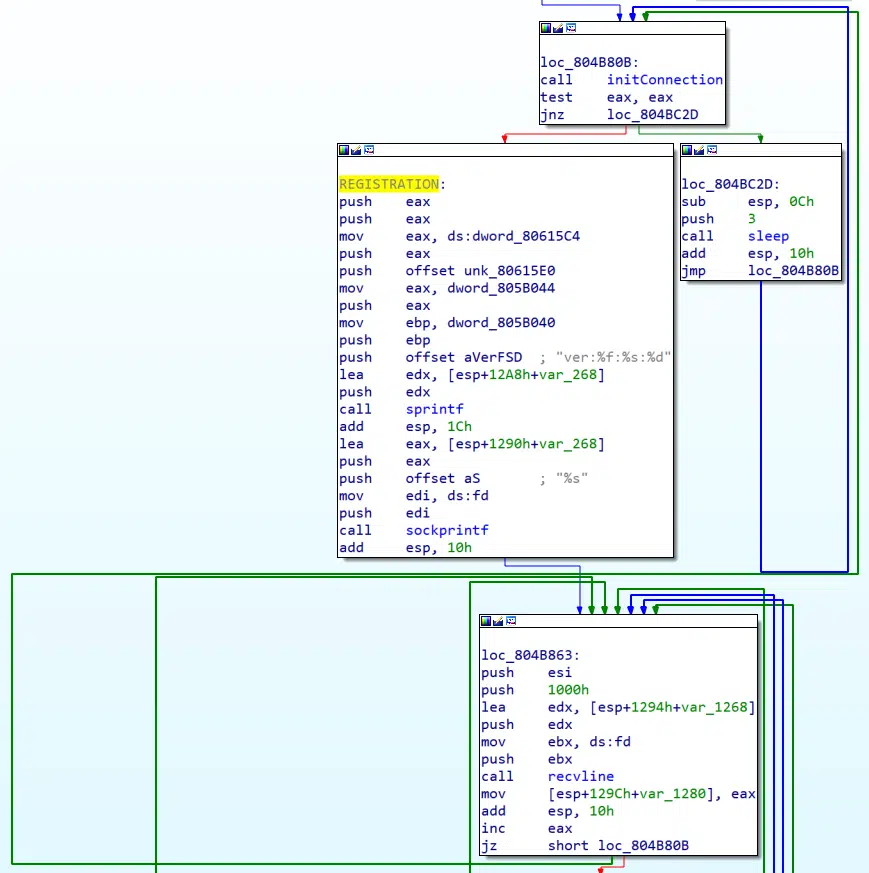 loc_804B80B:
call initConnection
test eax, eax
jnz loc_804BC2D
REGISTRATION:
push eax
push eax
mov eax, ds:dword_80615C4
push eax
push offset unk_80615E0
mov eax, dword_805B044
push eax
mov ebp, dword_805B040
push ebp
push offset aVerFSD ; "ver:%f:%s:%d"
lea edx, [esp+12A8h+var_268]
push edx
call sprintf
add esp, 1Ch
lea eax, [esp+1290h+var_268]
push eax
push offset aS ; "%s"
mov edi, ds:fd
push edi
call sockprintf
add esp, 10h
loc_804BC2D:
sub esp, 0Ch
push 3
call sleep
add esp, 10h
jmp loc_804B80B
loc_804B863:
push esi
push 1000h
lea edx, [esp+1294h+var_1268]
push edx
mov ebx, ds:fd
push ebx
call recvline
mov [esp+129Ch+var_1280], eax
add esp, 10h
inc eax
jz short loc_804B80B